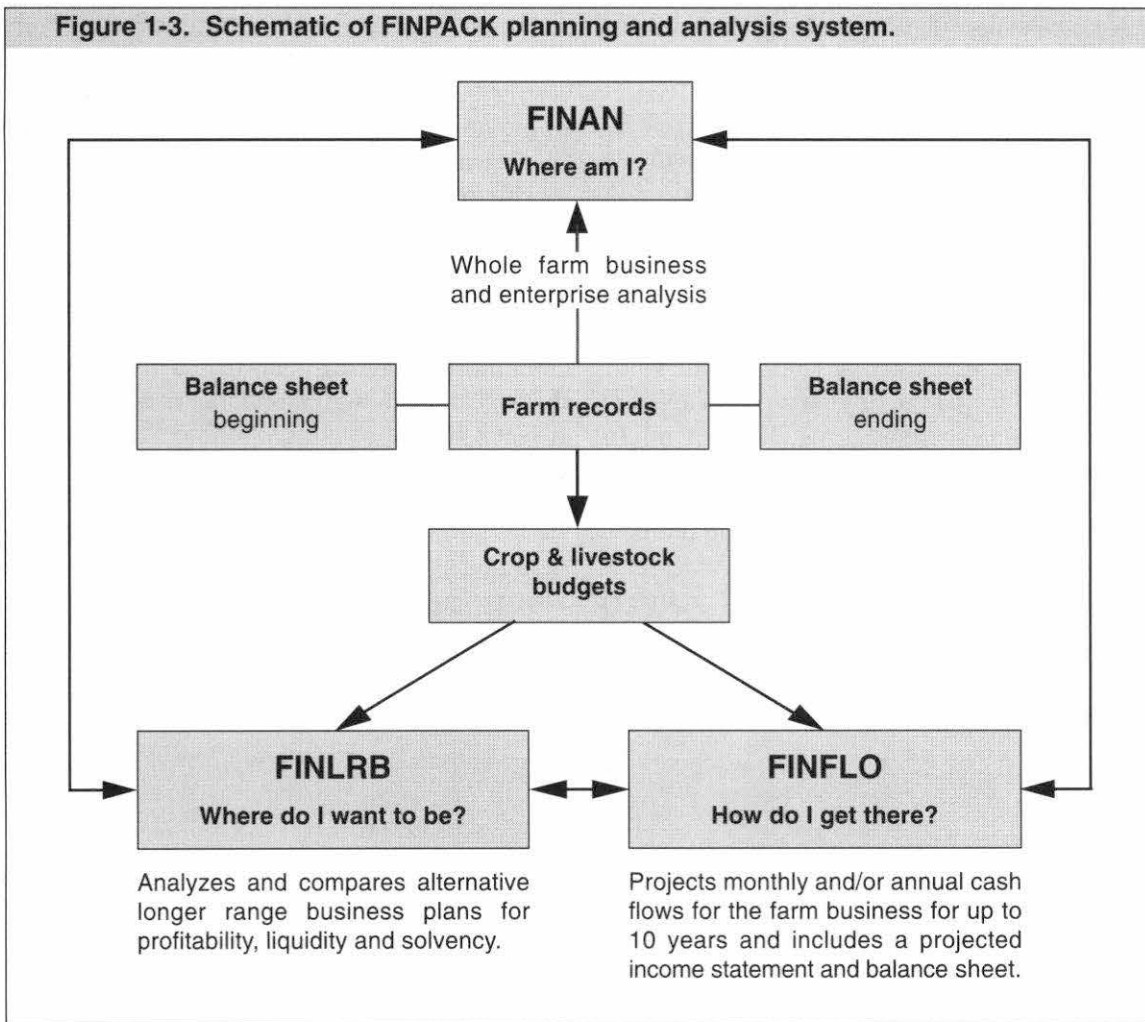 Figure 1-3. Schematic of FINPACK planning and analysis system.
FINAN
Where am I?
Whole farm business
and enterprise analysis
Balance sheet
beginning
Farm records
Balance sheet
ending
Crop & livestock
budgets
FINLRB
Where do I want to be?
Analyzes and compares alternative
longer range business plans for
profitability, liquidity and solvency.
FINFLO
How do I get there?
Projects monthly and/or annual cash
flows for the farm business for up to
10 years and includes a projected
income statement and balance sheet.